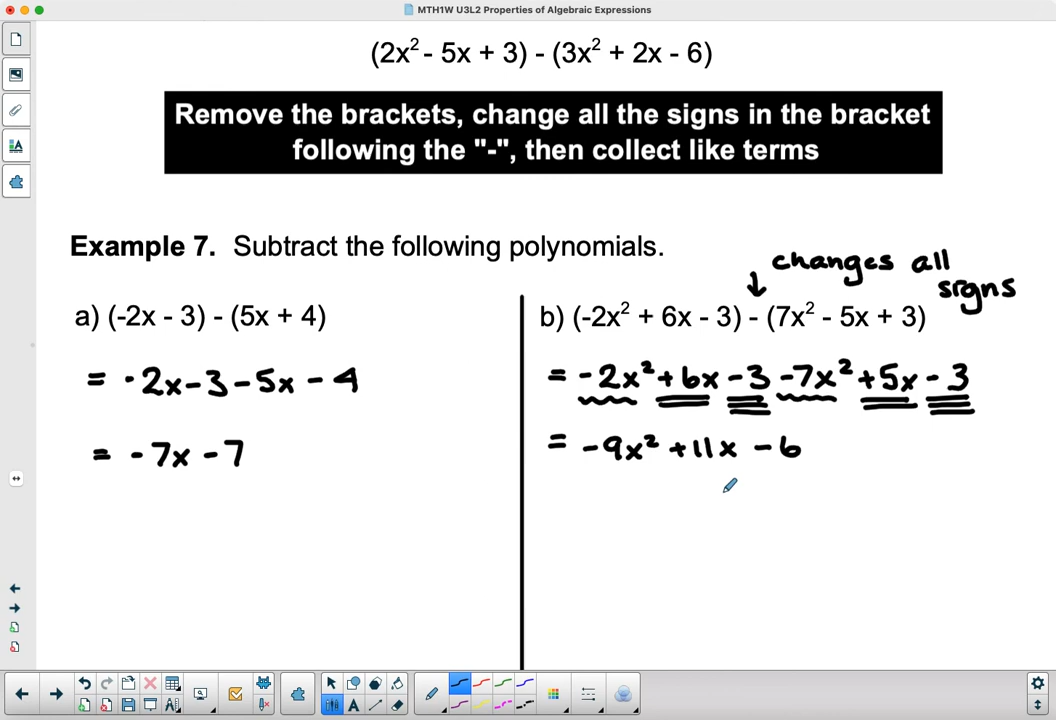 MTH1W U3L2 Properties of Algebraic Expressions
(2x² - 5x + 3) - (3x² + 2x - 6)
Remove the brackets, change all the signs in the bracket
following the "-", then collect like terms
Example 7. Subtract the following polynomials.
changes all
signs
a) (-2x - 3) - (5x + 4)
= -2x - 3 - 5x - 4
= -7x - 7
b) (-2x² + 6x - 3) - (7x² - 5x + 3)
= -2x² + 6x - 3 - 7x² + 5x - 3
= -9x² + 11x - 6